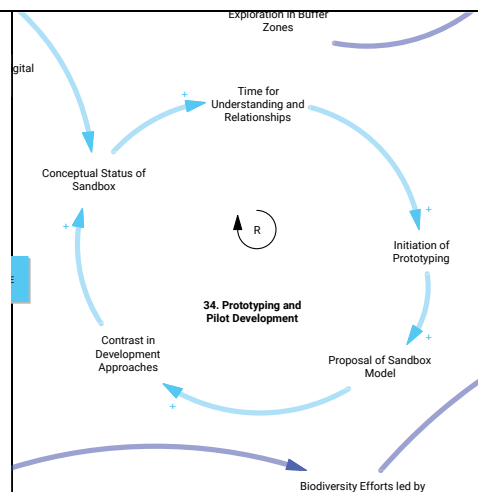 Exploration in Buffer
Zones
gital
+
Time for
Understanding and
Relationships
Conceptual Status of
Sandbox
+
+
R
Initiation of
Prototyping
34. Prototyping and
Pilot Development
+
Contrast in
Development
Approaches
Proposal of Sandbox
Model
+
Biodiversity Efforts led by